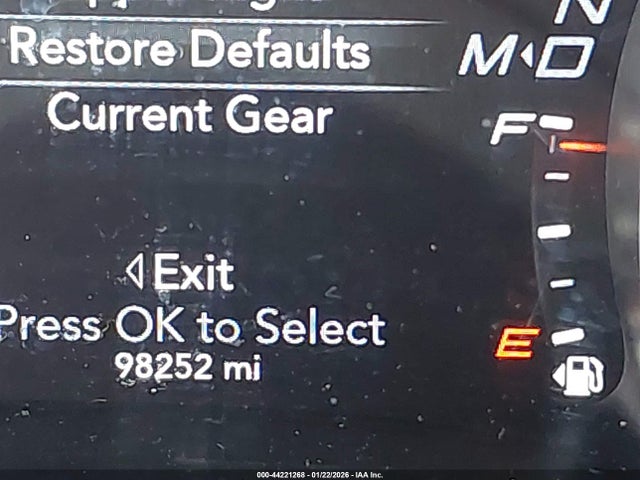 N
Restore Defaults
M D
Current Gear
F
Exit
Press OK to Select
E
98252 mi
000-44221268 - 01/22/2026 - IAA Inc.